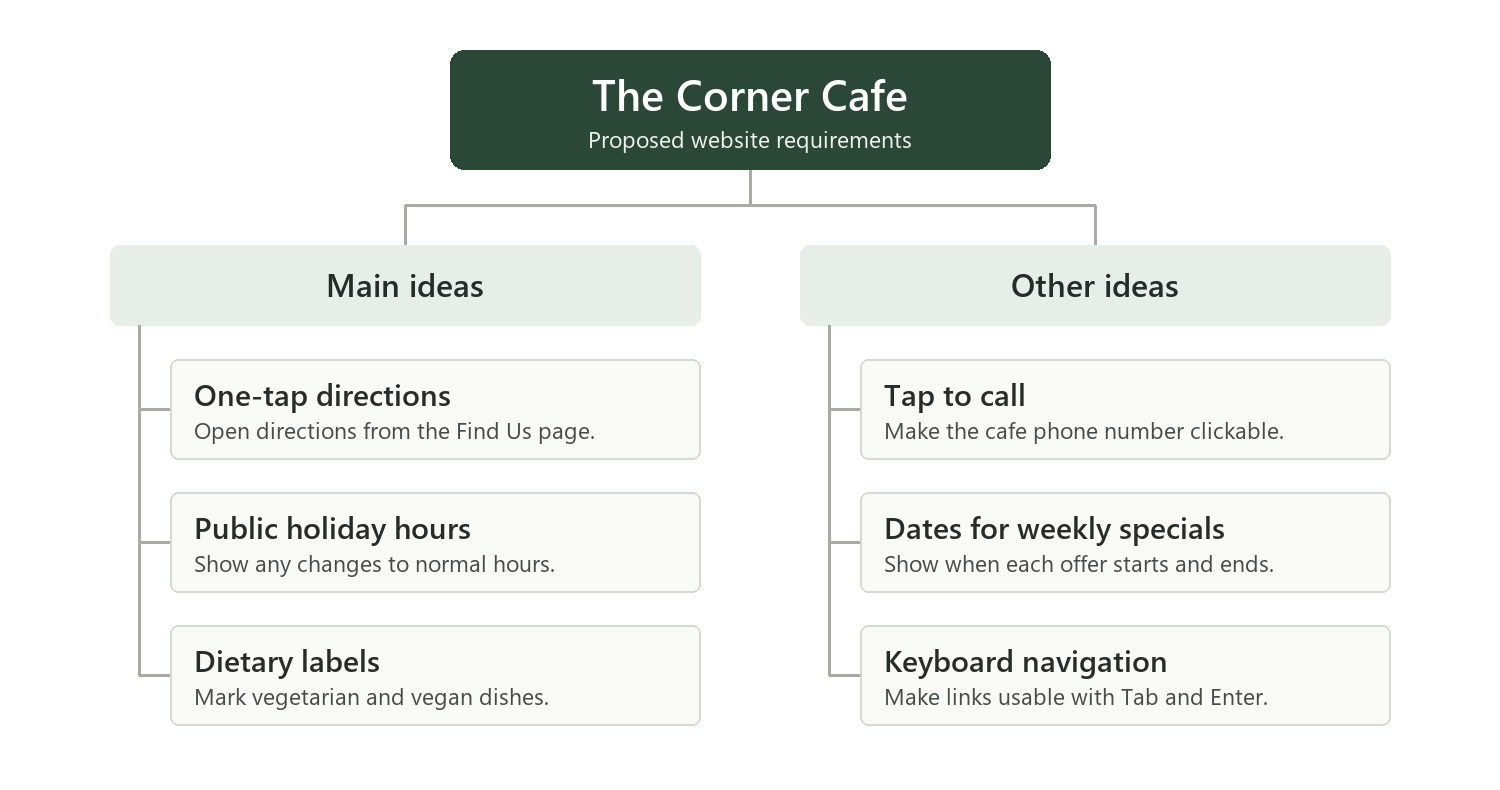 The Corner Cafe
Proposed website requirements
Main ideas
One-tap directions
Open directions from the Find Us page.
Public holiday hours
Show any changes to normal hours.
Dietary labels
Mark vegetarian and vegan dishes.
Other ideas
Tap to call
Make the cafe phone number clickable.
Dates for weekly specials
Show when each offer starts and ends.
Keyboard navigation
Make links usable with Tab and Enter.